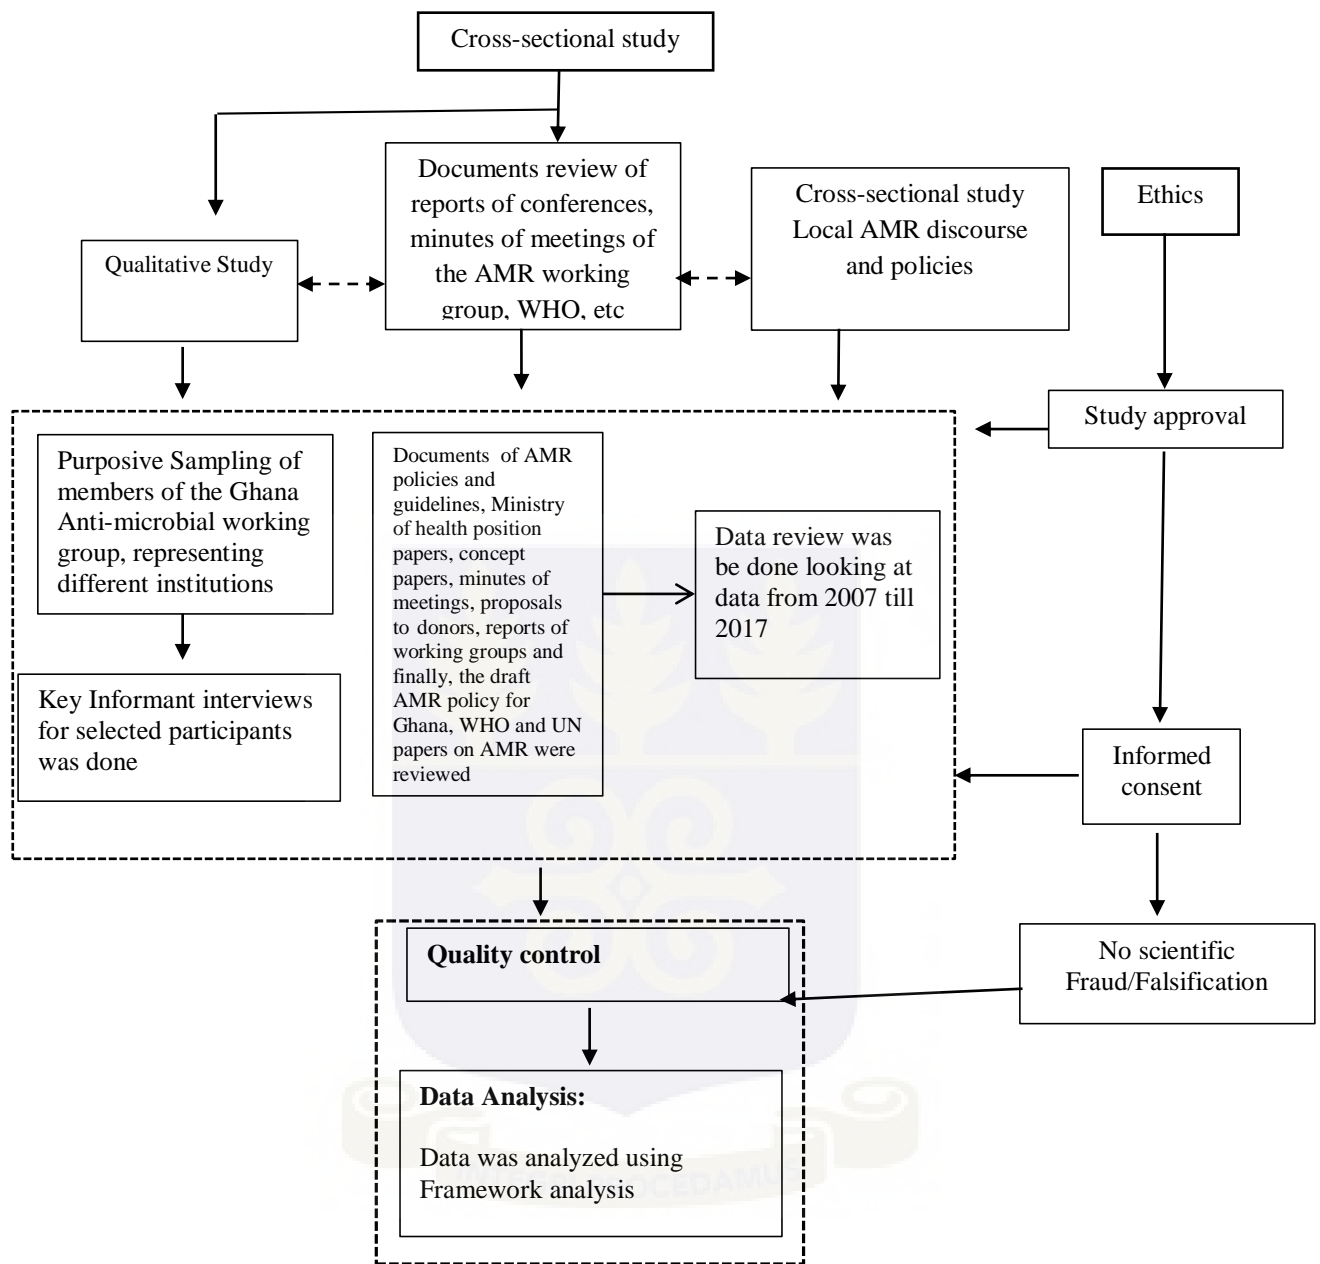 Cross-sectional study
Documents review of
reports of conferences,
minutes of meetings of
the AMR working
group, WHO, etc
Cross-sectional study
Local AMR discourse
and policies
Ethics
Qualitative Study
Study approval
Purposive Sampling of
members of the Ghana
Anti-microbial working
group, representing
different institutions
Documents of AMR
policies and
guidelines, Ministry
of health position
papers, concept
papers, minutes of
meetings, proposals
to donors, reports of
working groups and
finally, the draft
AMR policy for
Ghana, WHO and UN
papers on AMR were
reviewed
Data review was
be done looking at
data from 2007 till
2017
Key Informant interviews
for selected participants
was done
Informed
consent
Quality control
No scientific
Fraud/Falsification
Data Analysis:
Data was analyzed using
Framework analysis